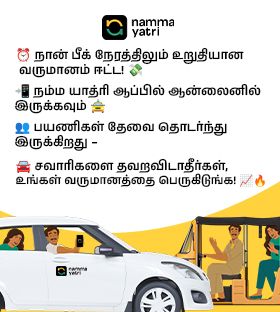 namma
yatri
⏰ நான் பீக் நேரத்திலும் உறுதியான
வருமானம் ஈட்ட! 💸
📲 நம்ம யாத்ரி ஆப்பில் ஆன்லைனில்
இருக்கவும் 🚖
👥 பயணிகள் தேவை தொடர்ந்து
இருக்கிறது –
🚘 சவாரிகளை தவறவிடாதீர்கள்,
உங்கள் வருமானத்தை பெருகிடுங்க! 📈🔥
namma
yatri